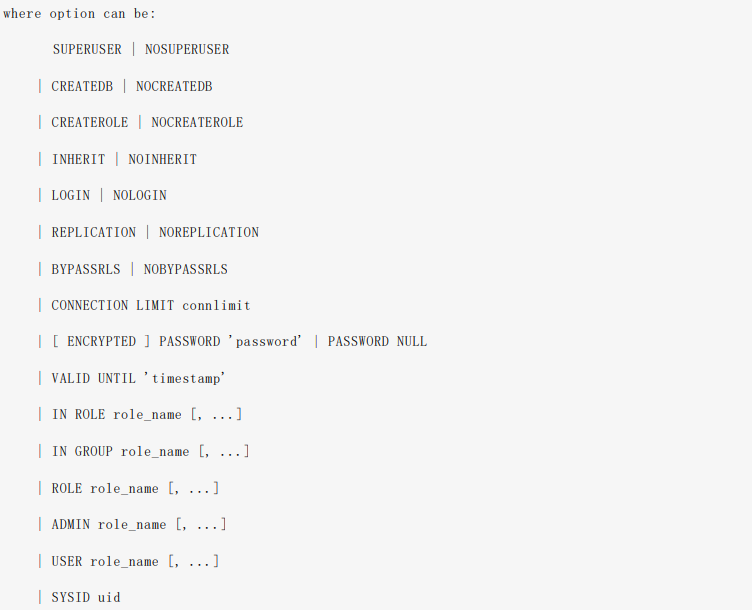 where option can be:
SUPERUSER | NOSUPERUSER
| CREATEDB | NOCREATEDB
| CREATEROLE | NOCREATEROLE
| INHERIT | NOINHERIT
| LOGIN | NOLOGIN
| REPLICATION | NOREPLICATION
| BYPASSRLS | NOBYPASSRLS
| CONNECTION LIMIT connlimit
| [ ENCRYPTED ] PASSWORD 'password' | PASSWORD NULL
| VALID UNTIL 'timestamp'
| IN ROLE role_name [, ...]
| IN GROUP role_name [, ...]
| ROLE role_name [, ...]
| ADMIN role_name [, ...]
| USER role_name [, ...]
| SYSID uid